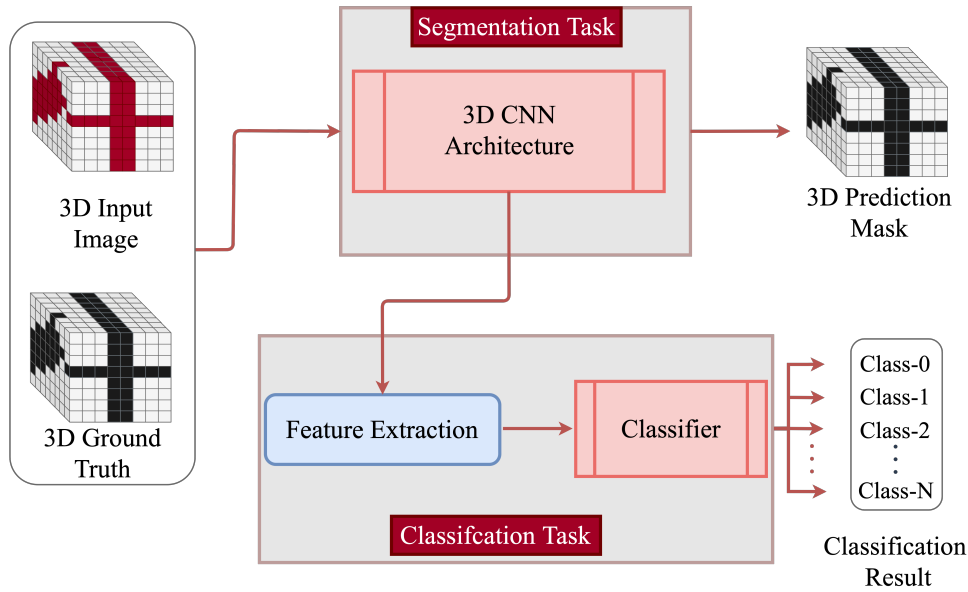 Segmentation Task
3D CNN
Architecture
3D Input
Image
3D Prediction
Mask
3D Ground
Truth
Feature Extraction
Classifier
Class-0
Class-1
Class-2
Class-N
Classifcation Task
Classification
Result